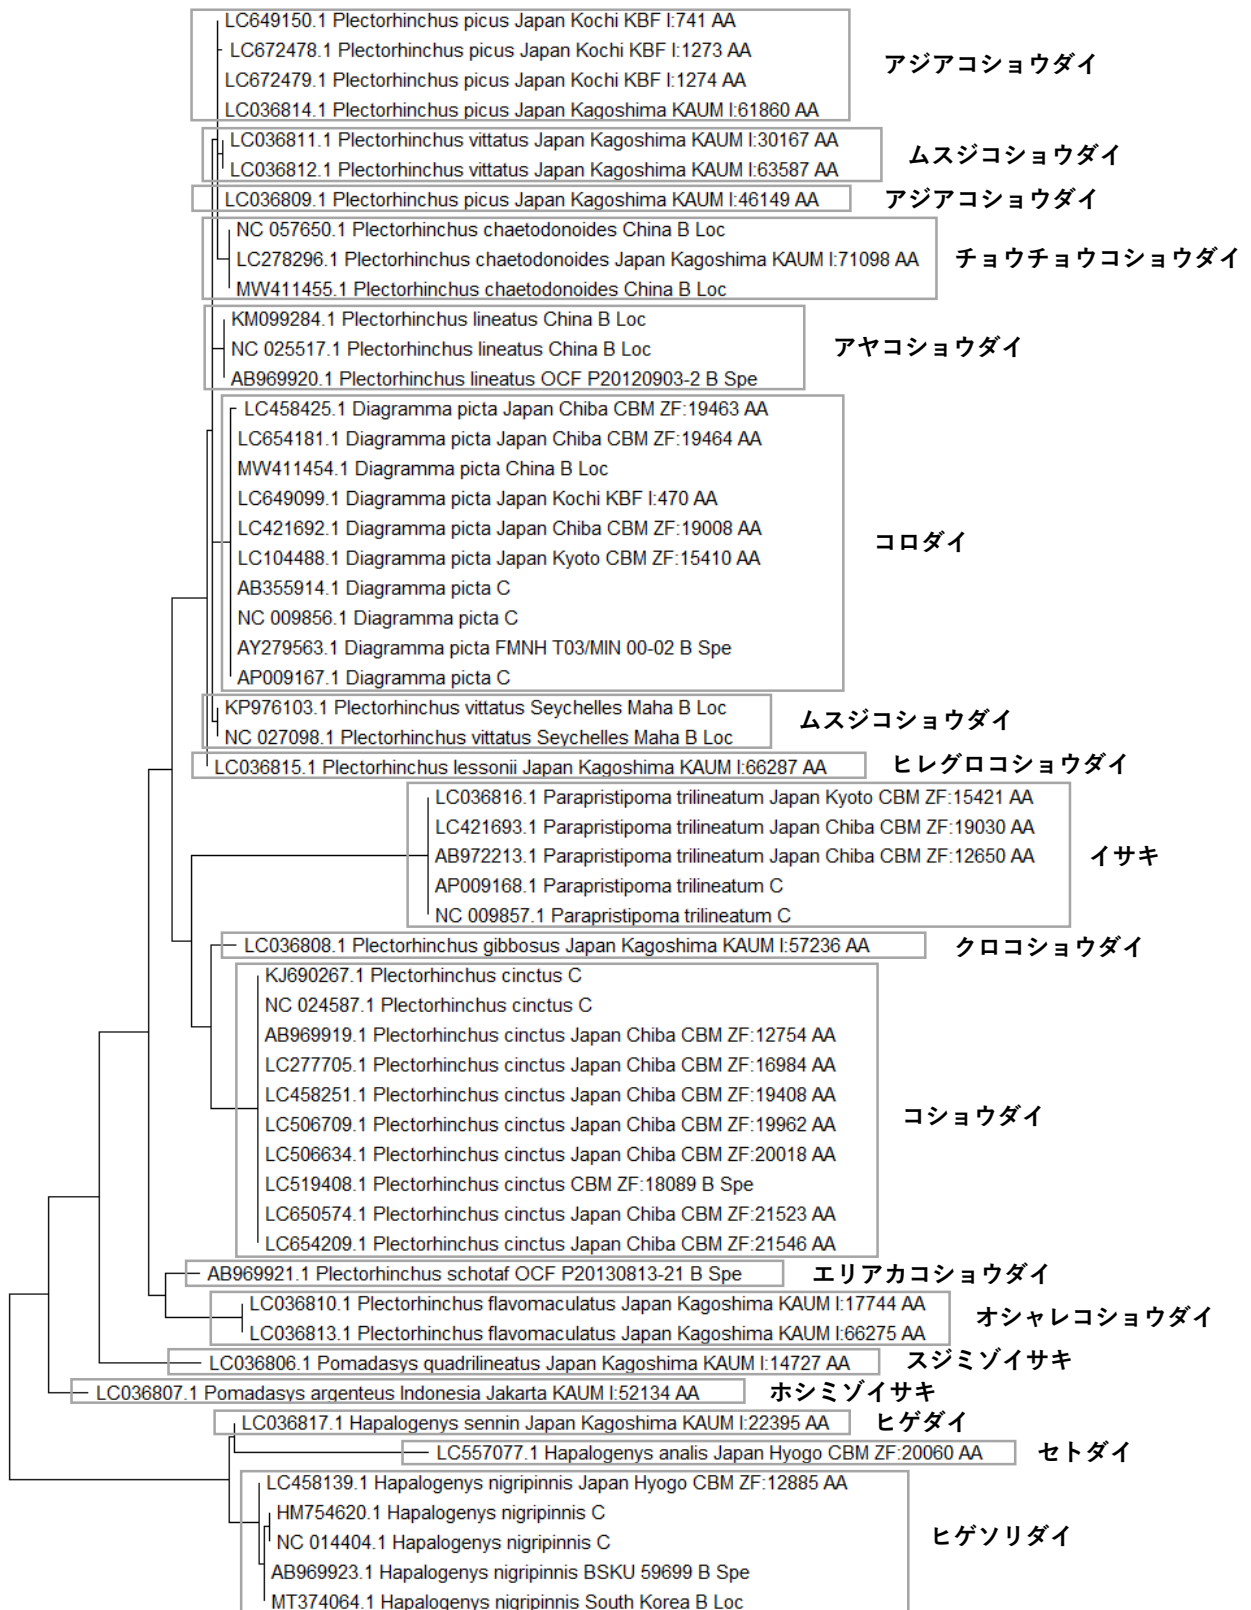 LC649150.1 Plectorhinchus picus Japan Kochi KBF I:741 AA
LC672478.1 Plectorhinchus picus Japan Kochi KBF I:1273 AA
アジアコショウダイ
LC672479.1 Plectorhinchus picus Japan Kochi KBF I:1274 AA
LC036814.1 Plectorhinchus picus Japan Kagoshima KAUM I:61860 AA
LC036811.1 Plectorhinchus vittatus Japan Kagoshima KAUM I:30167 AA
ムスジコショウダイ
LC036812.1 Plectorhinchus vittatus Japan Kagoshima KAUM I:63587 AA
LC036809.1 Plectorhinchus picus Japan Kagoshima KAUM I:46149 AA
アジアコショウダイ
NC 057650.1 Plectorhinchus chaetodonoides China B Loc
LC278296.1 Plectorhinchus chaetodonoides Japan Kagoshima KAUM I:71098 AA
チョウチョウコショウダイ
MW411455.1 Plectorhinchus chaetodonoides China B Loc
KM099284.1 Plectorhinchus lineatus China B Loc
NC 025517.1 Plectorhinchus lineatus China B Loc
アヤコショウダイ
AB969920.1 Plectorhinchus lineatus OCF P20120903-2 B Spe
LC458425.1 Diagramma picta Japan Chiba CBM ZF:19463 AA
LC654181.1 Diagramma picta Japan Chiba CBM ZF:19464 AA
MW411454.1 Diagramma picta China B Loc
LC649099.1 Diagramma picta Japan Kochi KBF I:470 AA
LC421692.1 Diagramma picta Japan Chiba CBM ZF:19008 AA
コロダイ
LC104488.1 Diagramma picta Japan Kyoto CBM ZF:15410 AA
AB355914.1 Diagramma picta C
NC 009856.1 Diagramma picta C
AY279563.1 Diagramma picta FMNH T03/MIN 00-02 B Spe
AP009167.1 Diagramma picta C
KP976103.1 Plectorhinchus vittatus Seychelles Maha B Loc
ムスジコショウダイ
NC 027098.1 Plectorhinchus vittatus Seychelles Maha B Loc
LC036815.1 Plectorhinchus lessonii Japan Kagoshima KAUM I:66287 AA
ヒレグロコショウダイ
LC036816.1 Parapristipoma trilineatum Japan Kyoto CBM ZF:15421 AA
LC421693.1 Parapristipoma trilineatum Japan Chiba CBM ZF:19030 AA
AB972213.1 Parapristipoma trilineatum Japan Chiba CBM ZF:12650 AA
イサキ
AP009168.1 Parapristipoma trilineatum C
NC 009857.1 Parapristipoma trilineatum C
LC036808.1 Plectorhinchus gibbosus Japan Kagoshima KAUM I:57236 AA
クロコショウダイ
KJ690267.1 Plectorhinchus cinctus C
NC 024587.1 Plectorhinchus cinctus C
AB969919.1 Plectorhinchus cinctus Japan Chiba CBM ZF:12754 AA
LC277705.1 Plectorhinchus cinctus Japan Chiba CBM ZF:16984 AA
LC458251.1 Plectorhinchus cinctus Japan Chiba CBM ZF:19408 AA
LC506709.1 Plectorhinchus cinctus Japan Chiba CBM ZF:19962 AA
コショウダイ
LC506634.1 Plectorhinchus cinctus Japan Chiba CBM ZF:20018 AA
LC519408.1 Plectorhinchus cinctus CBM ZF:18089 B Spe
LC650574.1 Plectorhinchus cinctus Japan Chiba CBM ZF:21523 AA
LC654209.1 Plectorhinchus cinctus Japan Chiba CBM ZF:21546 AA
AB969921.1 Plectorhinchus schotaf OCF P20130813-21 B Spe
エリアカコショウダイ
LC036810.1 Plectorhinchus flavomaculatus Japan Kagoshima KAUM I:17744 AA
オシャレコショウダイ
LC036813.1 Plectorhinchus flavomaculatus Japan Kagoshima KAUM I:66275 AA
LC036806.1 Pomadasys quadrilineatus Japan Kagoshima KAUM I:14727 AA
スジミゾイサキ
LC036807.1 Pomadasys argenteus Indonesia Jakarta KAUM I:52134 AA
ホシミゾイサキ
LC036817.1 Hapalogenys sennin Japan Kagoshima KAUM I:22395 AA
ヒゲダイ
LC557077.1 Hapalogenys analis Japan Hyogo CBM ZF:20060 AA
セトダイ
LC458139.1 Hapalogenys nigripinnis Japan Hyogo CBM ZF:12885 AA
HM754620.1 Hapalogenys nigripinnis C
NC 014404.1 Hapalogenys nigripinnis C
ヒゲソリダイ
AB969923.1 Hapalogenys nigripinnis BSKU 59699 B Spe
MT374064.1 Hapalogenys nigripinnis South Korea B Loc